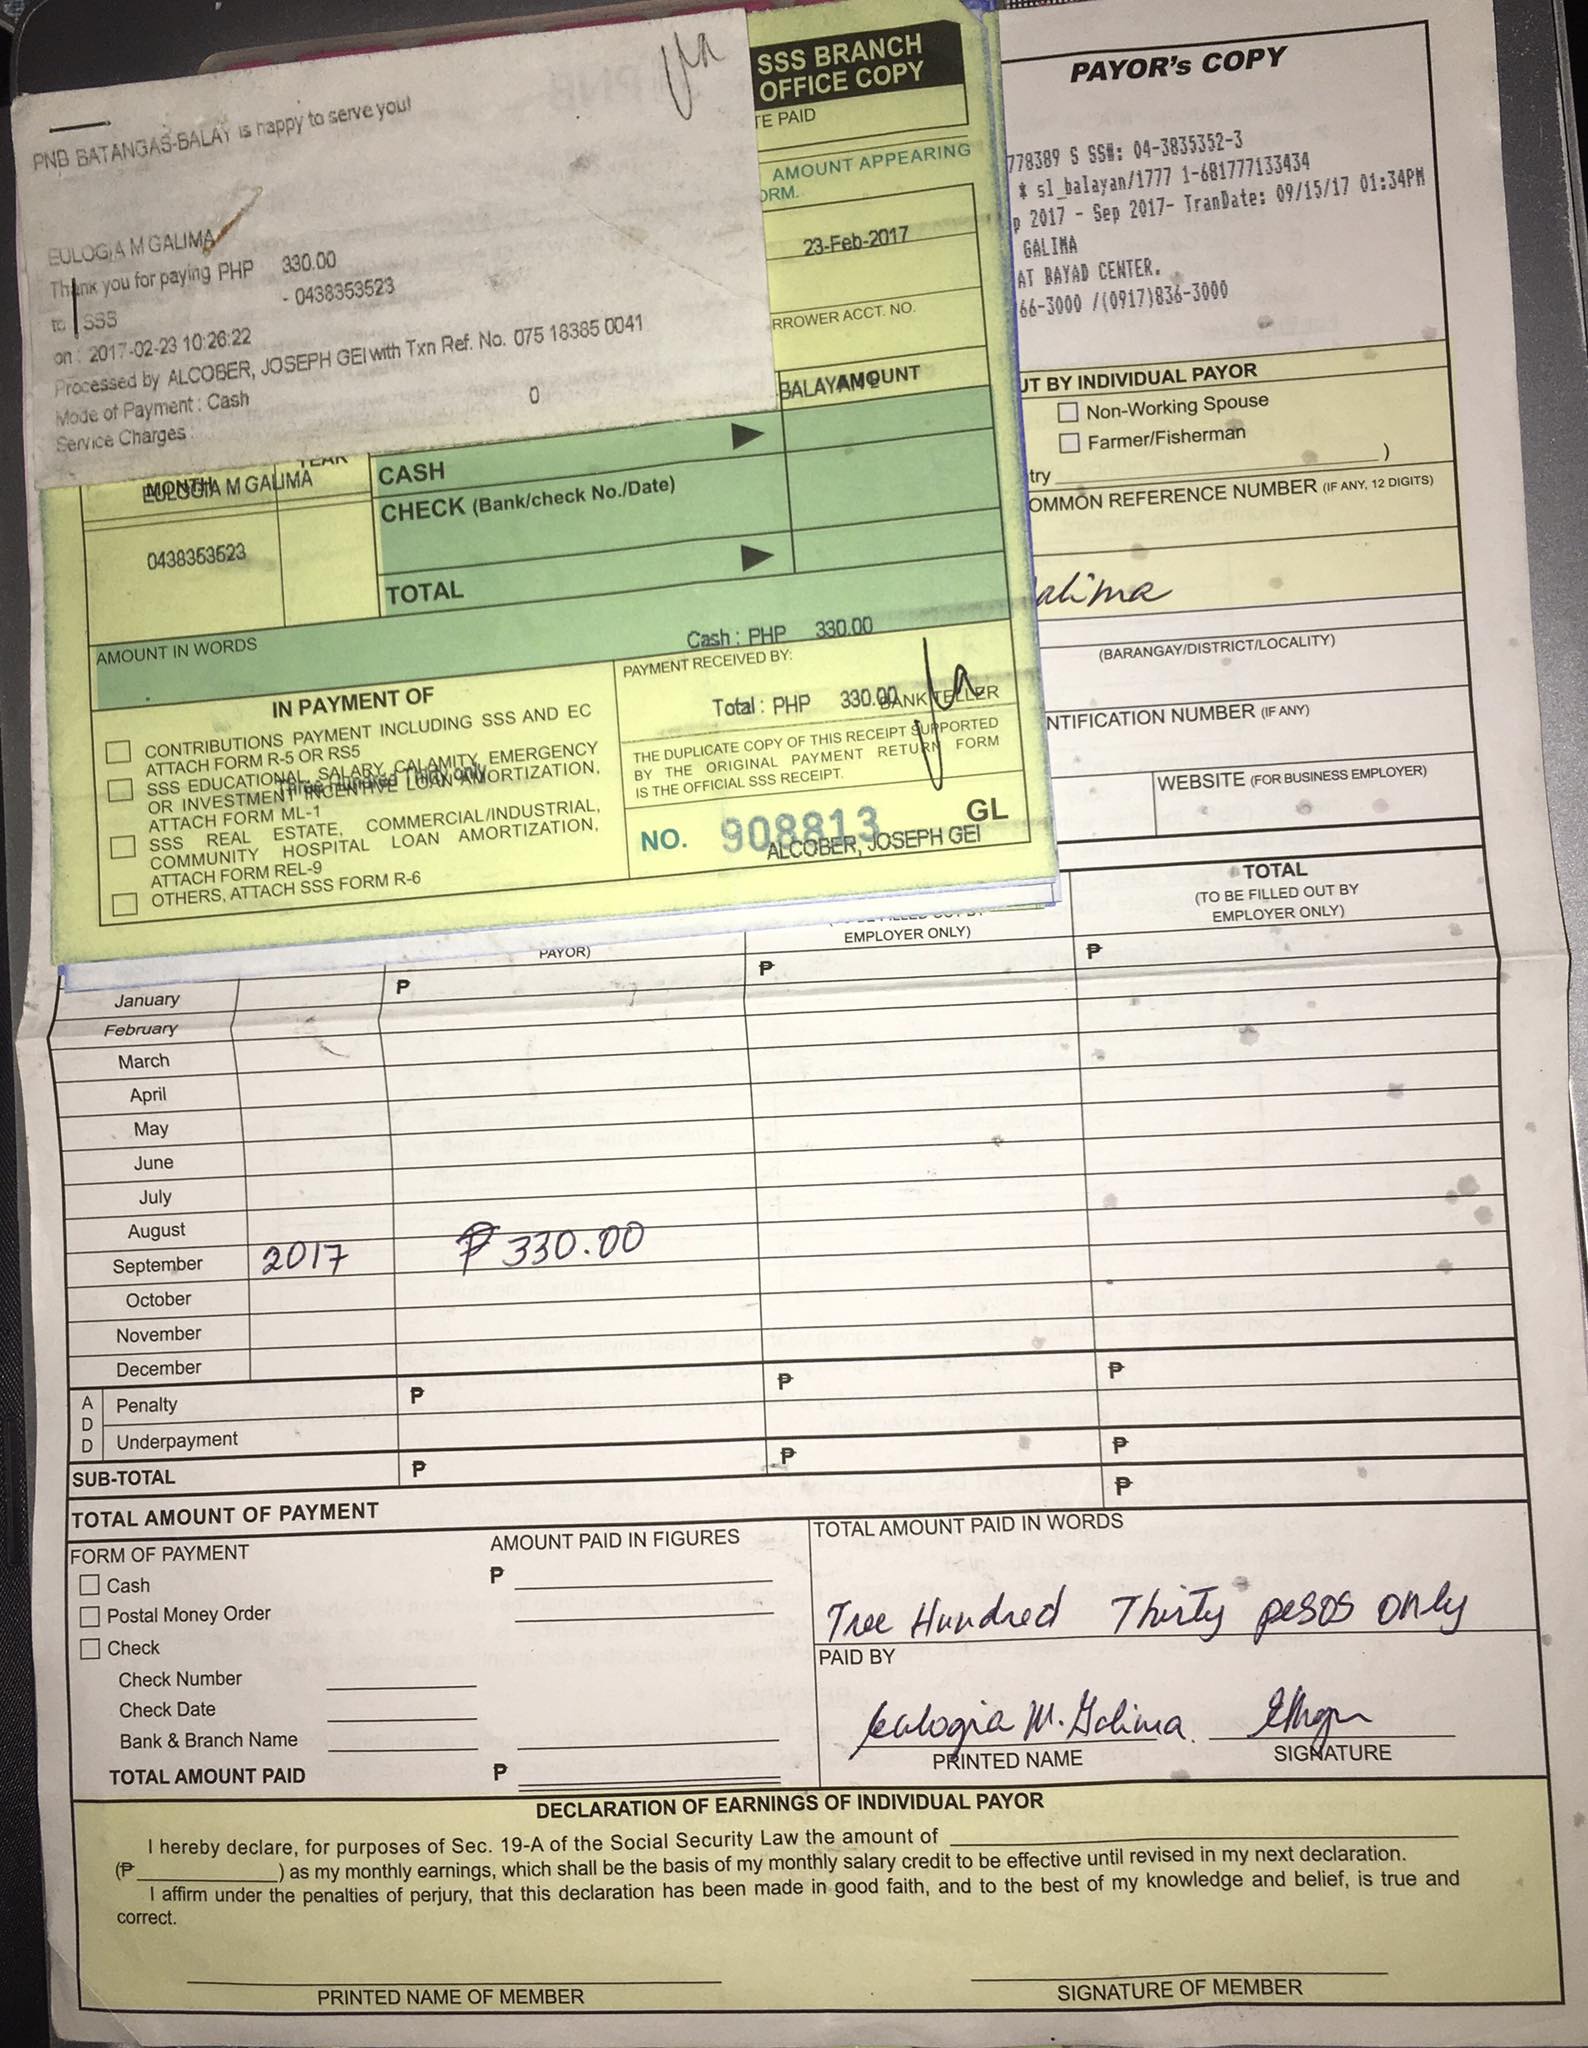 PNB BATANGAS-BALAY is happy to serve you!
EULOGIA M GALIMA
Thank you for paying PHP 330.00
to SSS - 0438353523
on : 2017-02-23 10:26:22
Processed by ALCOBER, JOSEPH GEI with Txn Ref. No. 075 18385 0041
Mode of Payment : Cash
Service Charges : 0
SSS BRANCH
OFFICE COPY
TE PAID
AMOUNT APPEARING
ORM.
23-Feb-2017
RROWER ACCT. NO.
AMOUNT
MONTH
YEAR
EULOGIA M GALIMA
0438353523
CASH
CHECK (Bank/check No./Date)
TOTAL
AMOUNT IN WORDS
Cash : PHP 330.00
IN PAYMENT OF
CONTRIBUTIONS PAYMENT INCLUDING SSS AND EC
ATTACH FORM R-5 OR RS5
SSS EDUCATIONAL, SALARY, CALAMITY, EMERGENCY
OR INVESTMENT INCENTIVE LOAN AMORTIZATION,
ATTACH FORM ML-1
Three Hundred Thirty only
SSS REAL ESTATE, COMMERCIAL/INDUSTRIAL,
COMMUNITY HOSPITAL LOAN AMORTIZATION,
ATTACH FORM REL-9
OTHERS, ATTACH SSS FORM R-6
PAYMENT RECEIVED BY:
Total : PHP 330.00
BANK TELLER
THE DUPLICATE COPY OF THIS RECEIPT SUPPORTED
BY THE ORIGINAL PAYMENT RETURN FORM
IS THE OFFICIAL SSS RECEIPT.
GL
NO. 908813
ALCOBER, JOSEPH GEI
PAYOR's COPY
778389 S SS#: 04-3835352-3
* sl_balayan/1777 1-681777133434
p 2017 - Sep 2017- TranDate: 09/15/17 01:34PM
GALIMA
AT BAYAD CENTER.
66-3000 /(0917)836-3000
UT BY INDIVIDUAL PAYOR
Non-Working Spouse
Farmer/Fisherman
try )
OMMON REFERENCE NUMBER (IF ANY, 12 DIGITS)
alima
(BARANGAY/DISTRICT/LOCALITY)
NTIFICATION NUMBER (IF ANY)
WEBSITE (FOR BUSINESS EMPLOYER)
TOTAL
(TO BE FILLED OUT BY
EMPLOYER ONLY)
EMPLOYER ONLY)
PAYOR)
January ₱ ₱ ₱
February
March
April
May
June
July
August
September 2017 ₱ 330.00
October
November
December
ADD
Penalty ₱ ₱ ₱
Underpayment
SUB-TOTAL ₱ ₱ ₱
TOTAL AMOUNT OF PAYMENT ₱
FORM OF PAYMENT
AMOUNT PAID IN FIGURES
Cash ₱
Postal Money Order
Check
Check Number
Check Date
Bank & Branch Name
TOTAL AMOUNT PAID ₱
TOTAL AMOUNT PAID IN WORDS
Tree Hundred Thirty pesos only
PAID BY
Eulogia M. Galima
PRINTED NAME SIGNATURE
DECLARATION OF EARNINGS OF INDIVIDUAL PAYOR
I hereby declare, for purposes of Sec. 19-A of the Social Security Law the amount of
(₱ ) as my monthly earnings, which shall be the basis of my monthly salary credit to be effective until revised in my next declaration.
I affirm under the penalties of perjury, that this declaration has been made in good faith, and to the best of my knowledge and belief, is true and
correct.
PRINTED NAME OF MEMBER SIGNATURE OF MEMBER